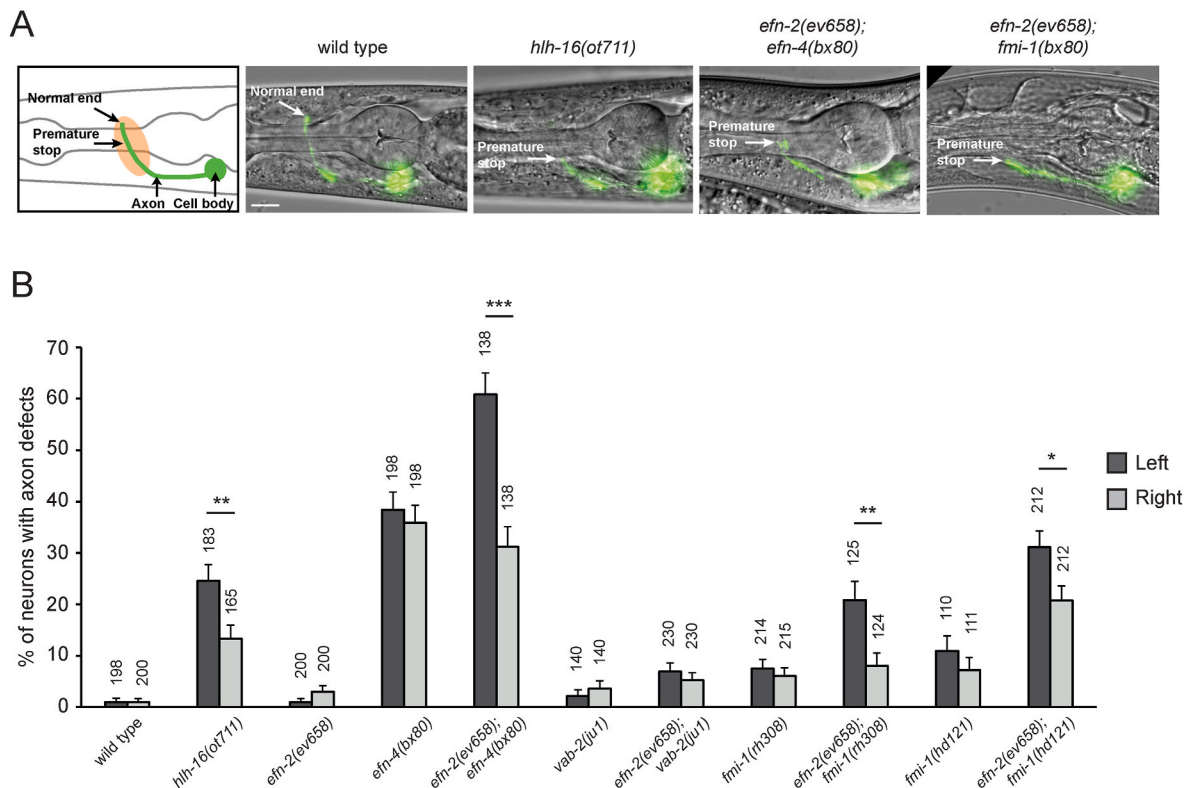 A
wild type
hlh-16(ot711)
efn-2(ev658);
efn-4(bx80)
efn-2(ev658);
fmi-1(bx80)
Normal end
Premature
stop
Axon
Cell body
Normal end
Premature
stop
Premature
stop
Premature
stop
B
% of neurons with axon defects
70
60
50
40
30
20
10
0
198
200
**
183
165
200
200
198
198
***
138
138
140
140
230
230
214
215
**
125
124
110
111
*
212
212
Left
Right
wild type
hlh-16(ot711)
efn-2(ev658)
efn-4(bx80)
efn-2(ev658);
efn-4(bx80)
vab-2(ju1)
efn-2(ev658);
vab-2(ju1)
fmi-1(rh308)
efn-2(ev658);
fmi-1(rh308)
fmi-1(hd121)
efn-2(ev658);
fmi-1(hd121)